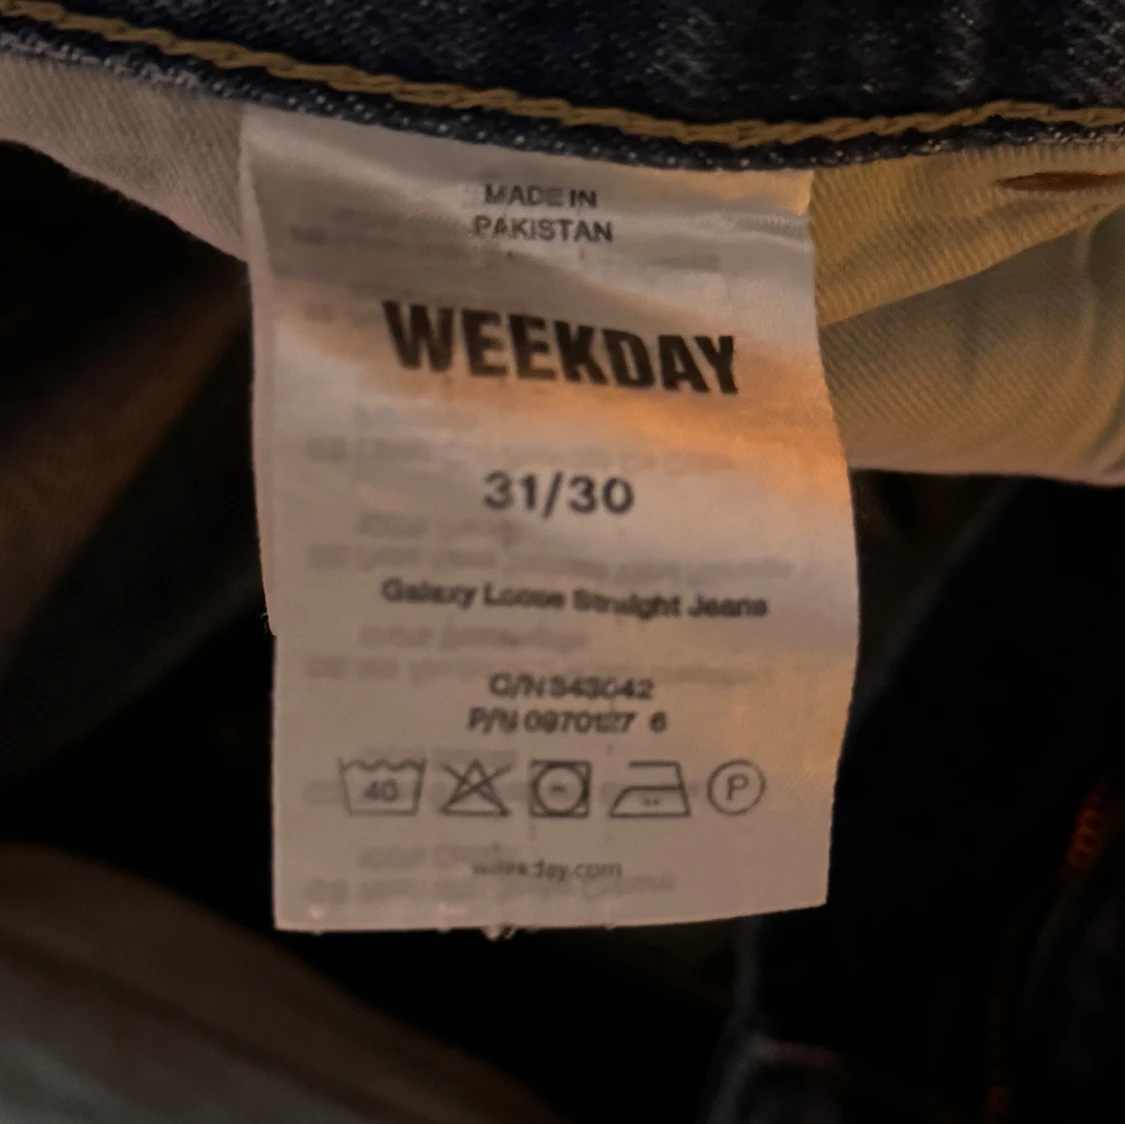 MADE IN
PAKISTAN
WEEKDAY
31/30
Galaxy Loose Straight Jeans
C/N 343042
P/N 0970127 6
40
P
weekday.com